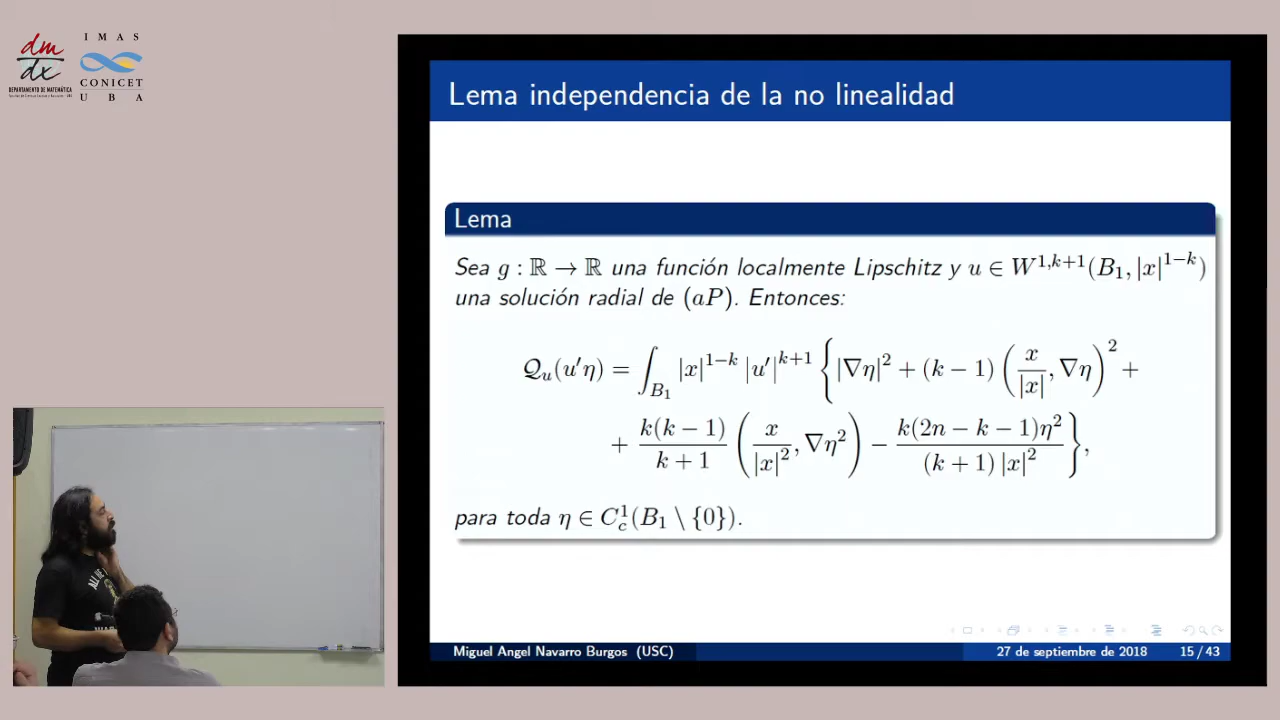 dm
dx
DEPARTAMENTO DE MATEMÁTICA
I M A S
CONICET
U B A
Lema independencia de la no linealidad
Lema
Sea g : ℝ → ℝ una función localmente Lipschitz y u ∈ W^{1,k+1}(B_1, |x|^{1−k})
una solución radial de (aP). Entonces:
𝒬_u(u′η) = ∫_{B_1} |x|^{1−k} |u′|^{k+1} { |∇η|^2 + (k − 1) ( x/|x| , ∇η )^2 +
+ k(k − 1)/(k + 1) ( x/|x|^2 , ∇η^2 ) − k(2n − k − 1)η^2/((k + 1) |x|^2) },
para toda η ∈ C_c^1(B_1 \ {0}).
Miguel Angel Navarro Burgos (USC) 27 de septiembre de 2018 15 / 43